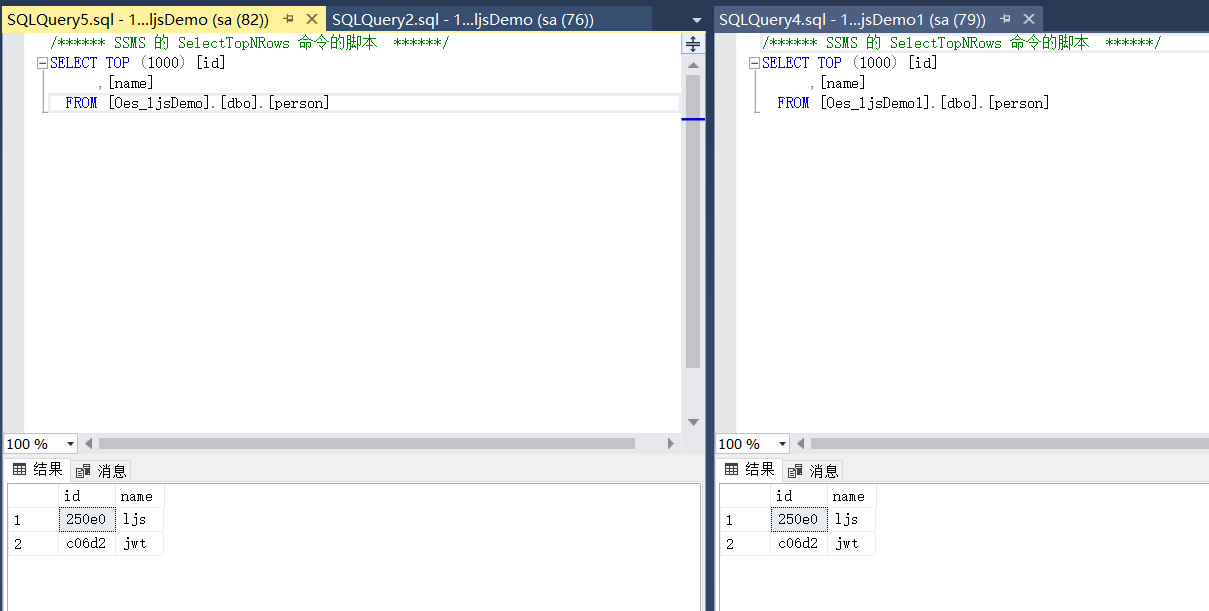 SQLQuery5.sql - 1...ljsDemo (sa (82))
SQLQuery2.sql - 1...ljsDemo (sa (76))
/****** SSMS 的 SelectTopNRows 命令的脚本  ******/
SELECT TOP (1000) [id]
,[name]
FROM [Oes_ljsDemo].[dbo].[person]
100 %
结果
消息
id name
1 250e0 ljs
2 c06d2 jwt
SQLQuery4.sql - 1...jsDemo1 (sa (79))
/****** SSMS 的 SelectTopNRows 命令的脚本  ******/
SELECT TOP (1000) [id]
,[name]
FROM [Oes_ljsDemo1].[dbo].[person]
100 %
结果
消息
id name
1 250e0 ljs
2 c06d2 jwt